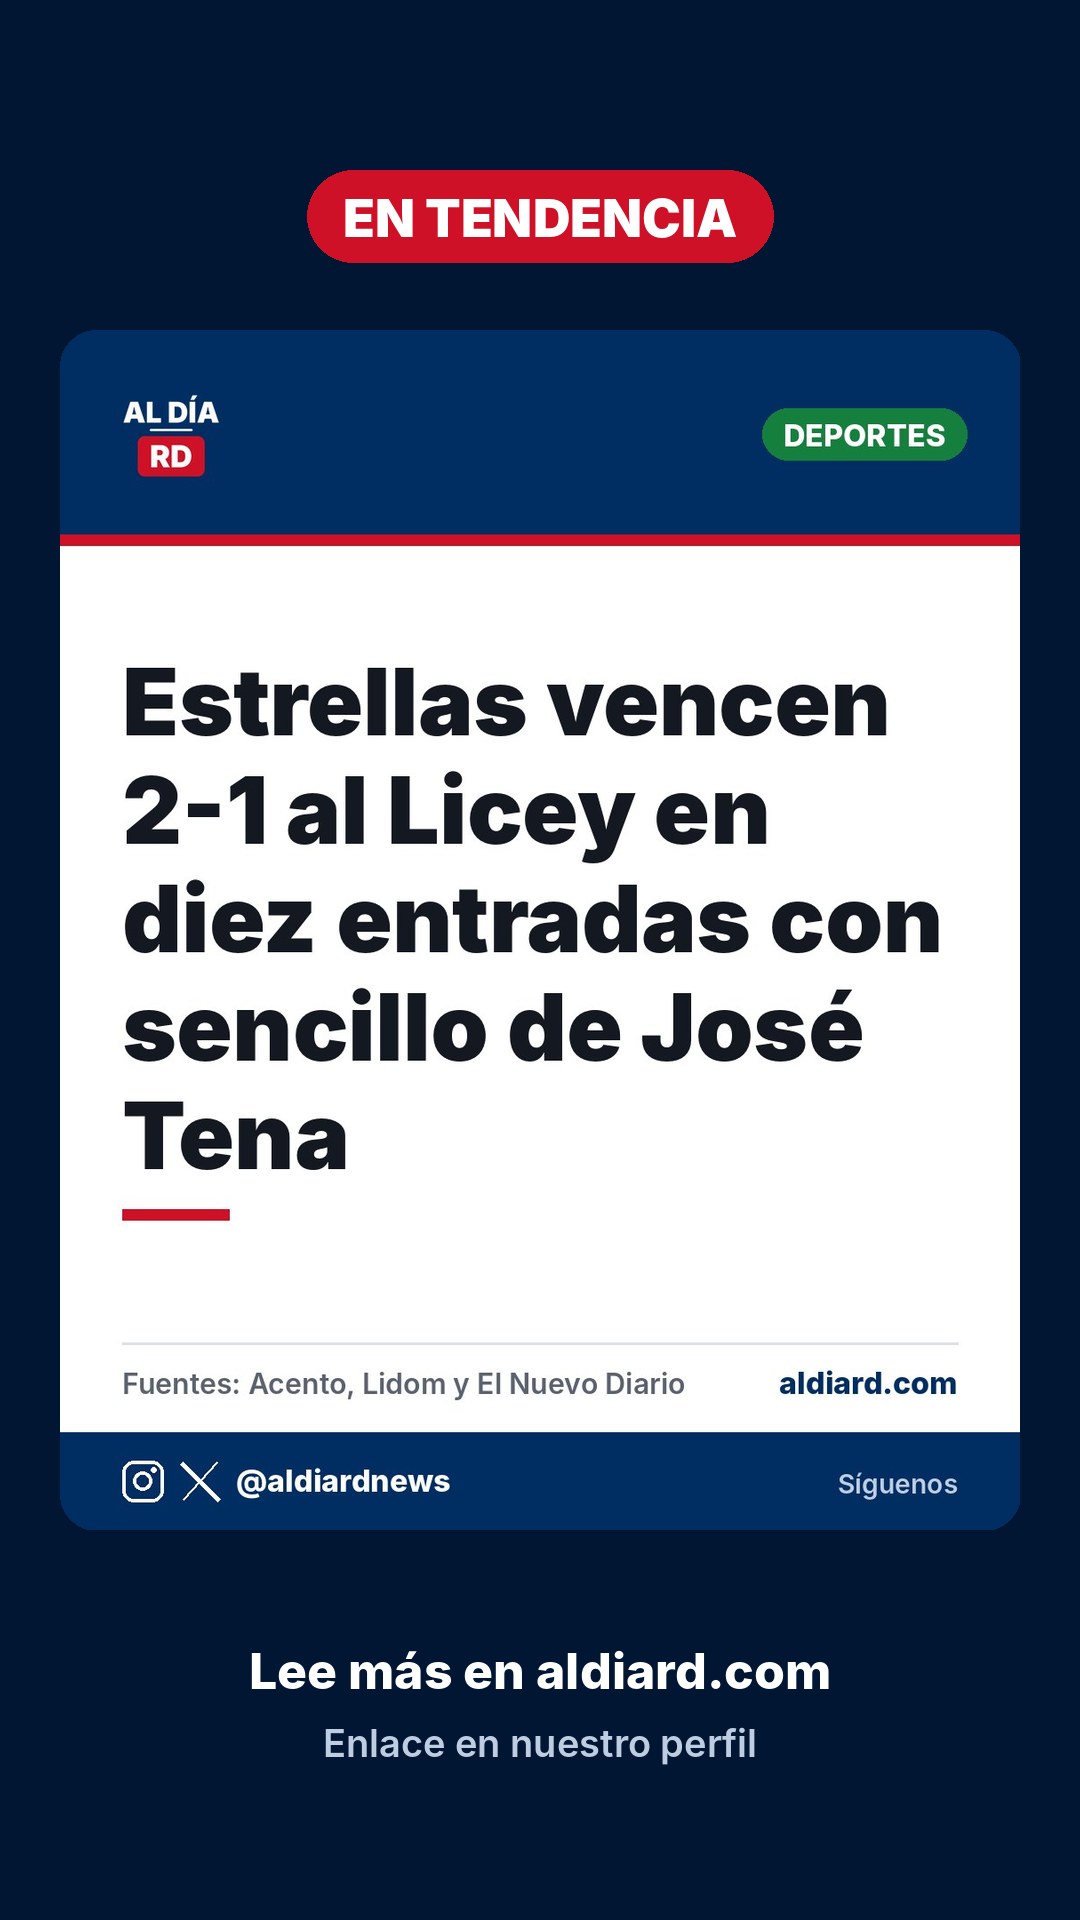 EN TENDENCIA
AL DÍA
RD
DEPORTES
Estrellas vencen
2-1 al Licey en
diez entradas con
sencillo de José
Tena
Fuentes: Acento, Lidom y El Nuevo Diario
aldiard.com
@aldiardnews
Síguenos
Lee más en aldiard.com
Enlace en nuestro perfil